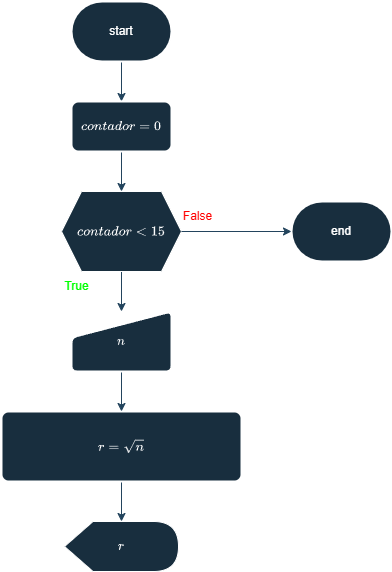 start
contador = 0
contador < 15
False
end
True
n
r = √n
r